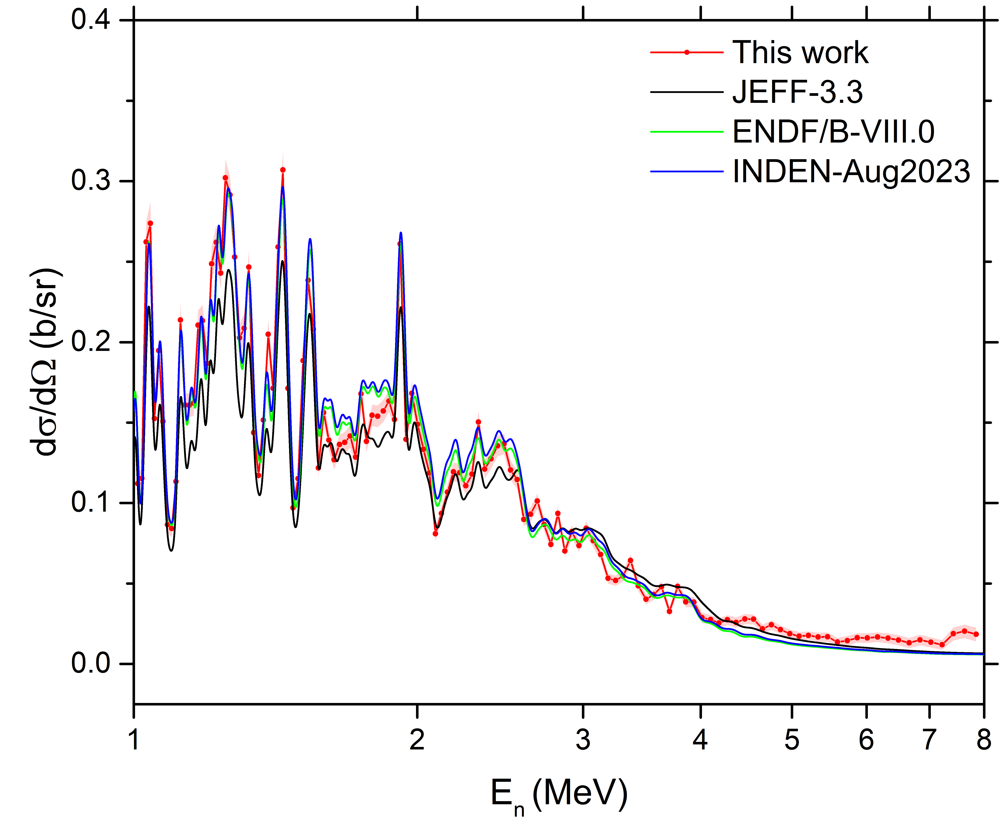 0.4
0.3
0.2
0.1
0.0
dσ/dΩ (b/sr)
This work
JEFF-3.3
ENDF/B-VIII.0
INDEN-Aug2023
1 2 3 4 5 6 7 8
En (MeV)